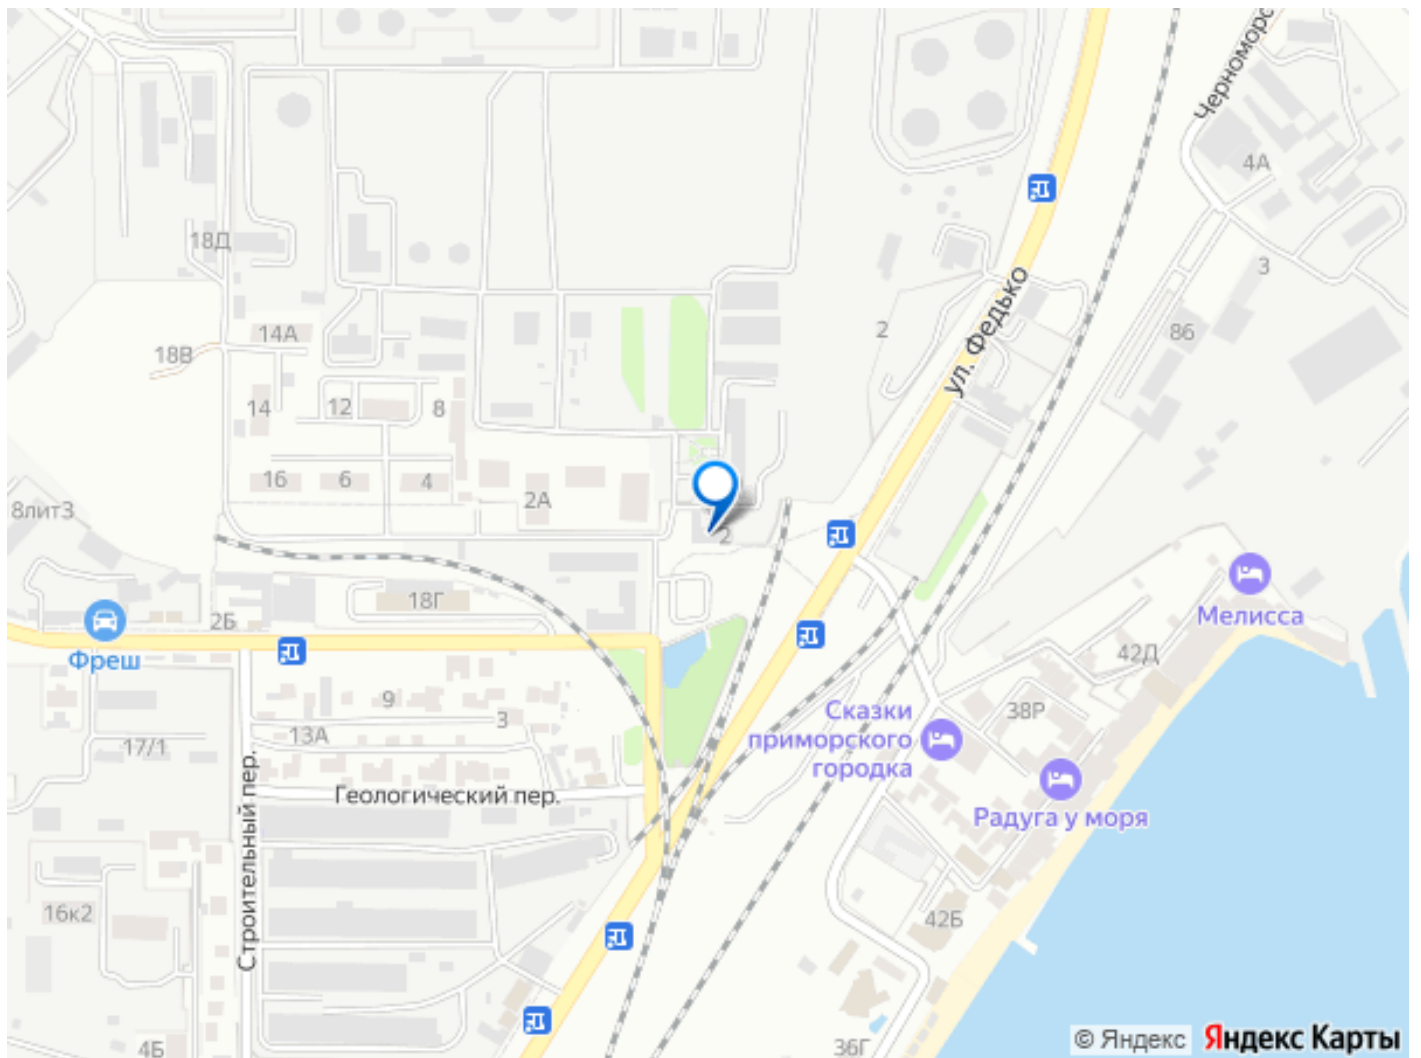 Черноморс
4А
18Д
3
ул. Федько
2
86
14А
18В
14
12
8
16
6
4
2А
8лит3
2
Мелисса
18Г
2Б
Фреш
42Д
9
3
38Р
13А
17/1
Сказки
приморского
городка
Геологический пер.
Радуга у моря
Строительный пер.
16к2
42Б
4Б
36Г
© Яндекс Яндекс Карты